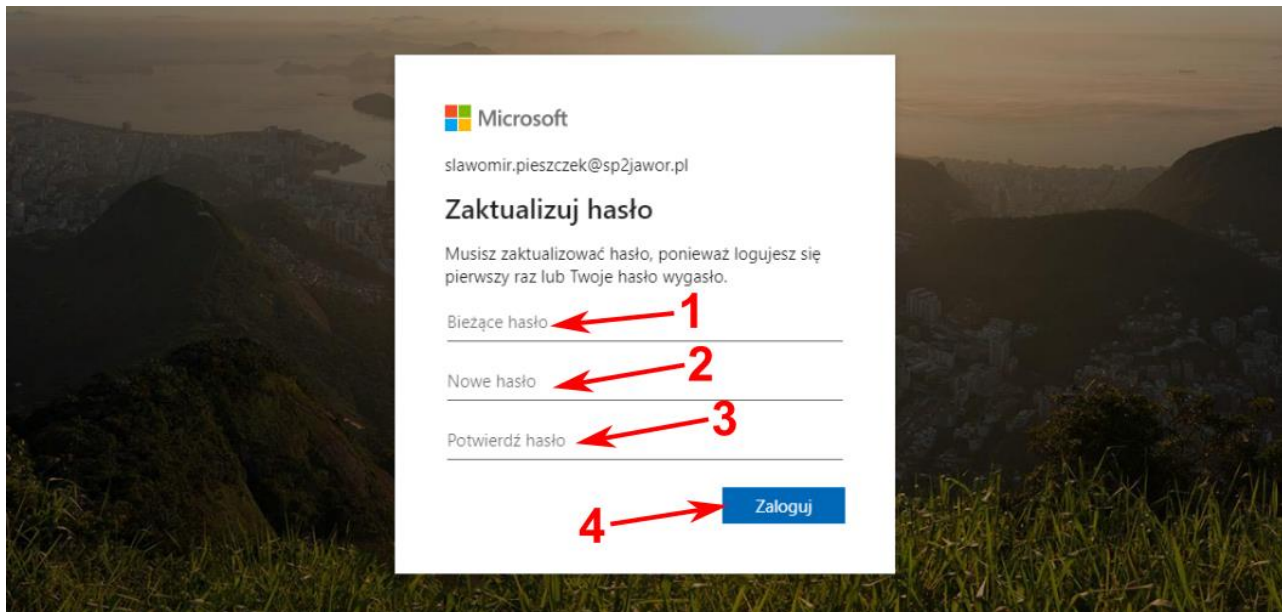 Microsoft
slawomir.pieszczek@sp2jawor.pl
Zaktualizuj hasło
Musisz zaktualizować hasło, ponieważ logujesz się
pierwszy raz lub Twoje hasło wygasło.
Bieżące hasło 1
Nowe hasło 2
Potwierdź hasło 3
4 Zaloguj